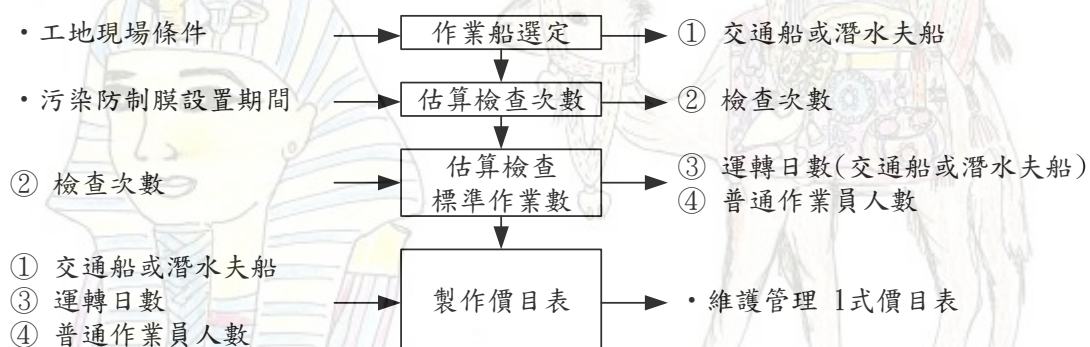 ・工地現場條件
作業船選定
① 交通船或潛水夫船
・污染防制膜設置期間
估算檢查次數
② 檢查次數
② 檢查次數
估算檢查
標準作業數
③ 運轉日數(交通船或潛水夫船)
④ 普通作業員人數
① 交通船或潛水夫船
③ 運轉日數
④ 普通作業員人數
製作價目表
・維護管理 1式價目表